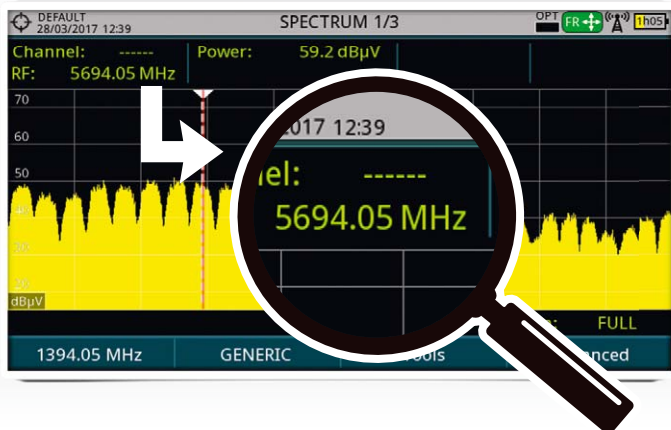 DEFAULT
28/03/2017 12:39
SPECTRUM 1/3
OPT FR 1h05
Channel: ------ Power: 59.2 dBµV
RF: 5694.05 MHz
70
60
50
40
30
20
dBµV
2017 12:39
nel: ------
5694.05 MHz
FULL
1394.05 MHz GENERIC